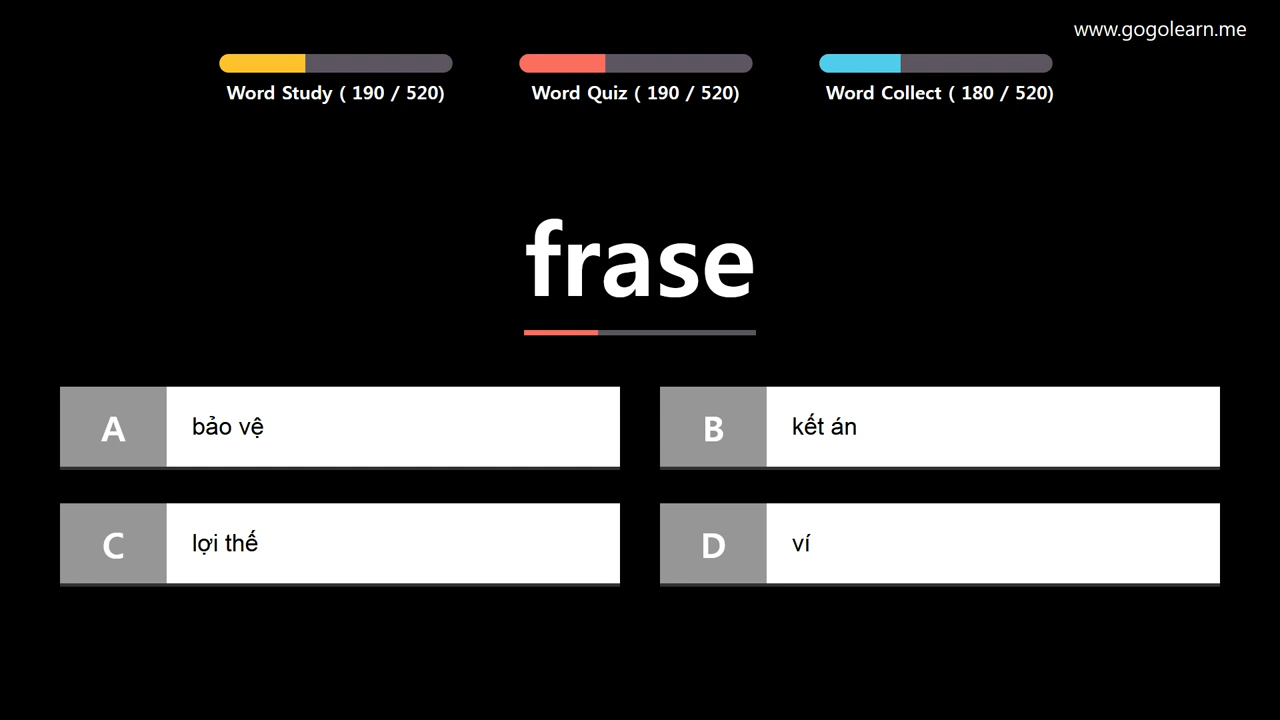 www.gogolearn.me
Word Study ( 190 / 520)
Word Quiz ( 190 / 520)
Word Collect ( 180 / 520)
frase
A
bảo vệ
B
kết án
C
lợi thế
D
ví